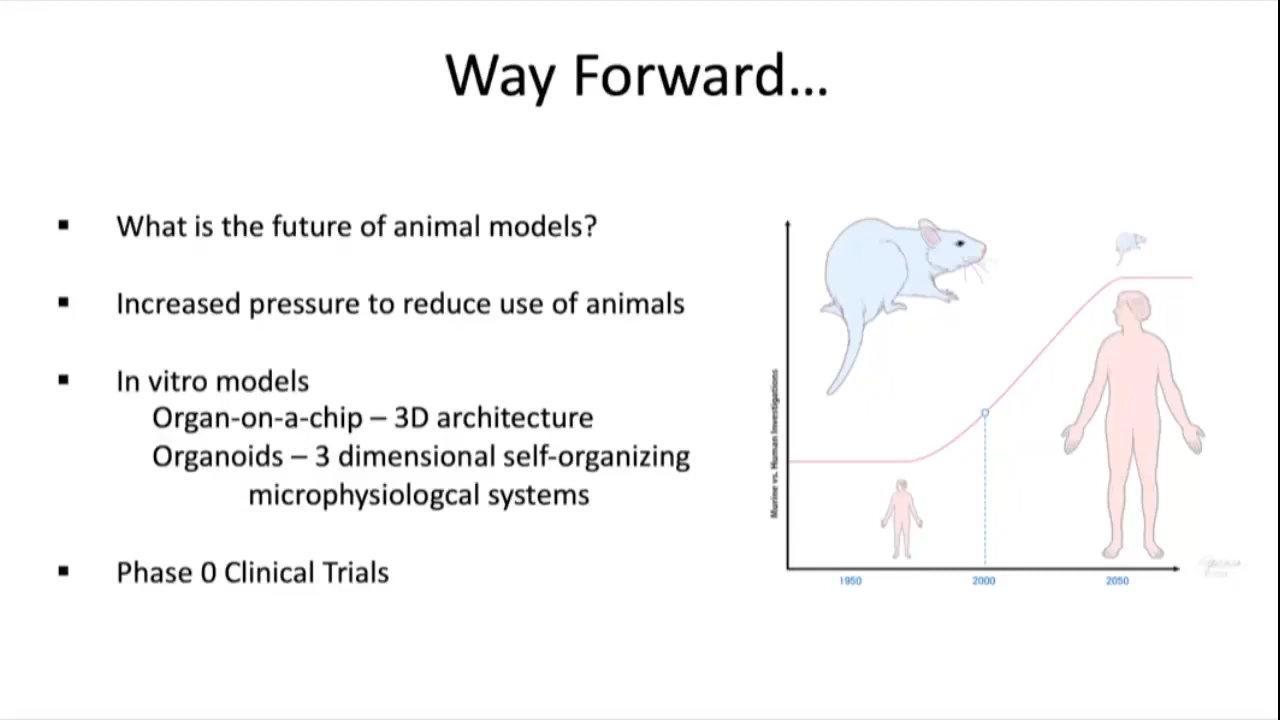 Way Forward...
▪ What is the future of animal models?
▪ Increased pressure to reduce use of animals
▪ In vitro models
Organ-on-a-chip – 3D architecture
Organoids – 3 dimensional self-organizing
microphysiologcal systems
▪ Phase 0 Clinical Trials
Murine vs. Human Investigations
1950
2000
2050